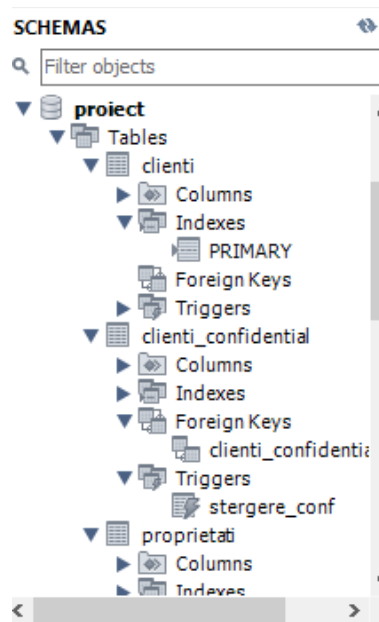 SCHEMAS
Filter objects
proiect
Tables
clienti
Columns
Indexes
PRIMARY
Foreign Keys
Triggers
clienti_confidential
Columns
Indexes
Foreign Keys
clienti_confidentia
Triggers
stergere_conf
proprietati
Columns
Indexes